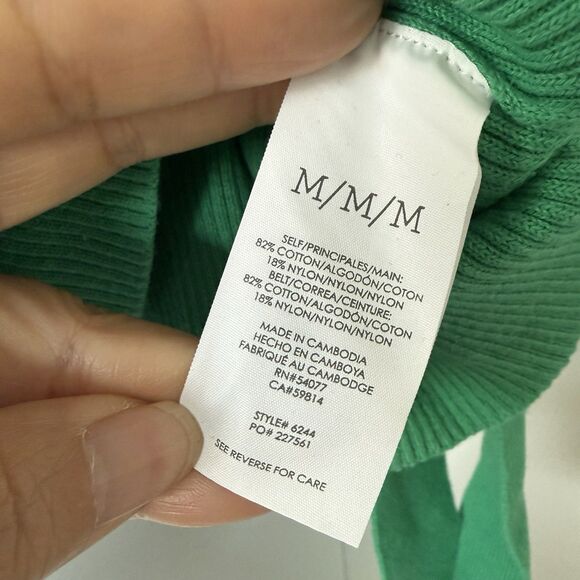 M/M/M
SELF/PRINCIPALES/MAIN:
82% COTTON/ALGODÓN/COTON
18% NYLON/NYLON/NYLON
BELT/CORREA/CEINTURE:
82% COTTON/ALGODÓN/COTON
18% NYLON/NYLON/NYLON
MADE IN CAMBODIA
HECHO EN CAMBOYA
FABRIQUÉ AU CAMBODGE
RN#54077
CA#59814
STYLE# 6244
PO# 227561
SEE REVERSE FOR CARE